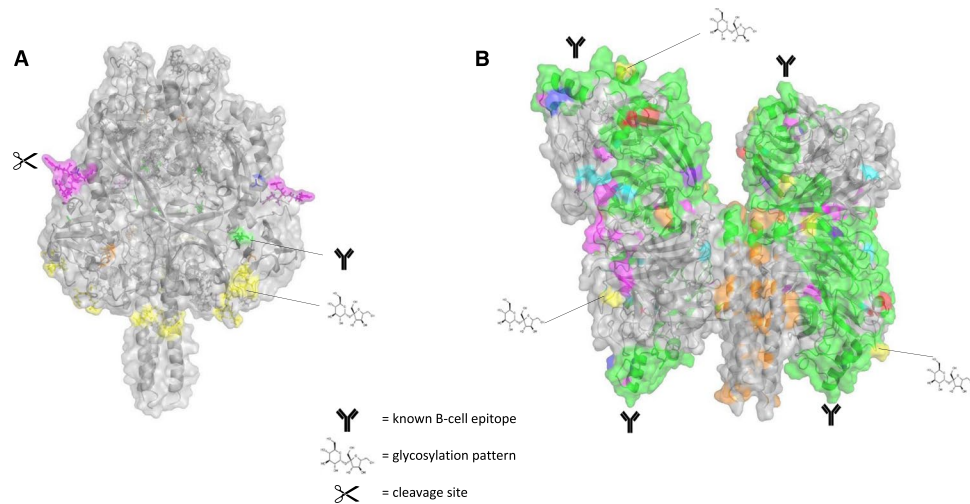 A
B
= known B-cell epitope
= glycosylation pattern
= cleavage site